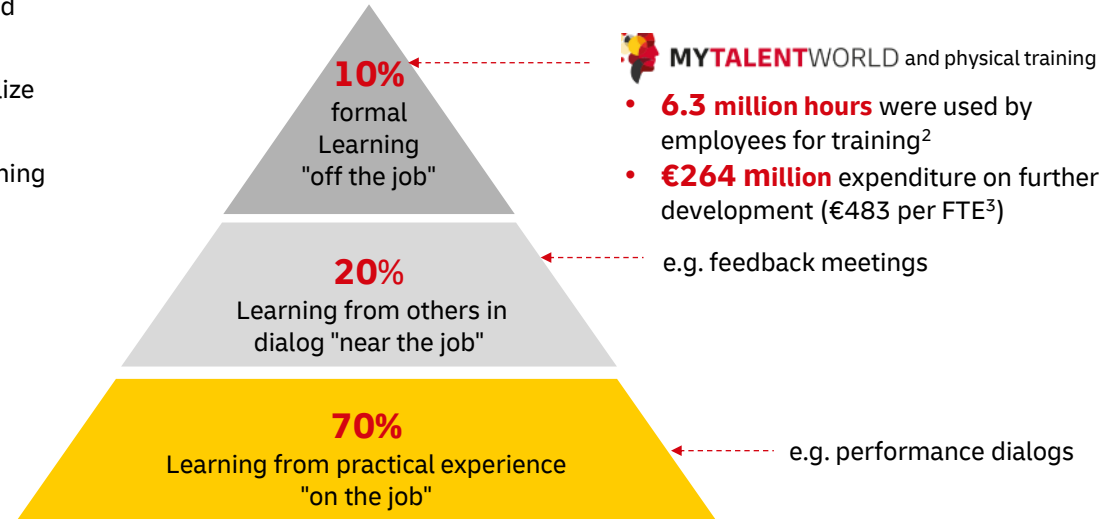 10%
formal
Learning
"off the job"
MYTALENTWORLD and physical training
• 6.3 million hours were used by
employees for training²
• €264 million expenditure on further
development (€483 per FTE³)
20%
Learning from others in
dialog "near the job"
e.g. feedback meetings
70%
Learning from practical experience
"on the job"
e.g. performance dialogs